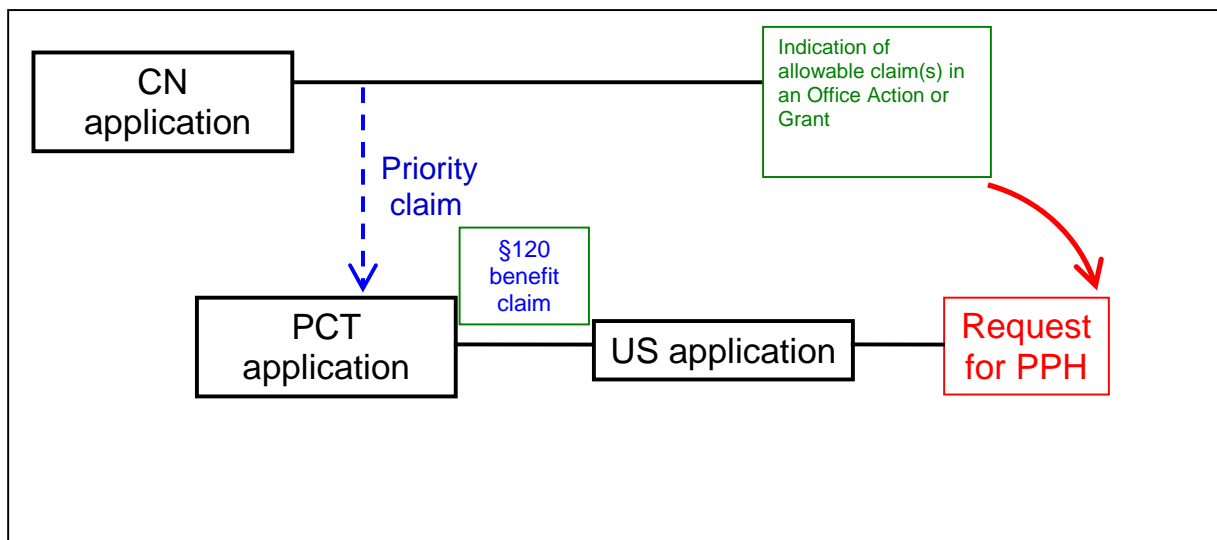 CN
application
Indication of
allowable claim(s) in
an Office Action or
Grant
Priority
claim
§120
benefit
claim
PCT
application
US application
Request
for PPH